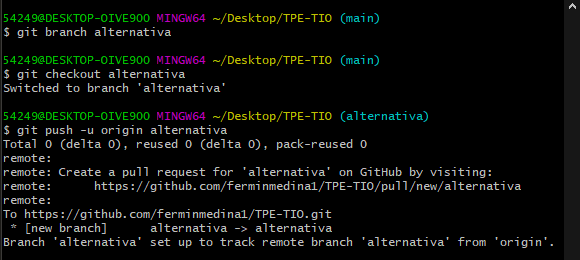 54249@DESKTOP-OIVE9OO MINGW64 ~/Desktop/TPE-TIO (main)
$ git branch alternativa
54249@DESKTOP-OIVE9OO MINGW64 ~/Desktop/TPE-TIO (main)
$ git checkout alternativa
Switched to branch 'alternativa'
54249@DESKTOP-OIVE9OO MINGW64 ~/Desktop/TPE-TIO (alternativa)
$ git push -u origin alternativa
Total 0 (delta 0), reused 0 (delta 0), pack-reused 0
remote:
remote: Create a pull request for 'alternativa' on GitHub by visiting:
remote:      https://github.com/ferminmedina1/TPE-TIO/pull/new/alternativa
remote:
To https://github.com/ferminmedina1/TPE-TIO.git
 * [new branch]      alternativa -> alternativa
Branch 'alternativa' set up to track remote branch 'alternativa' from 'origin'.